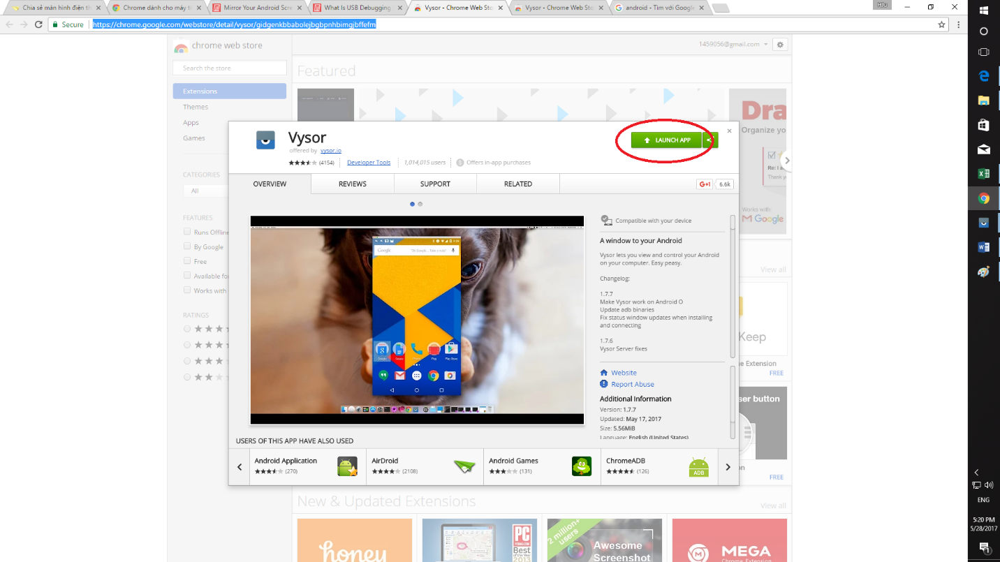 Chia sẻ màn hình điện th
Chrome dành cho máy t
Mirror Your Android Scre
What Is USB Debugging
Vysor - Chrome Web Sto
Vysor - Chrome Web Sto
android - Tìm với Google
Hiu
Secure
https://chrome.google.com/webstore/detail/vysor/gidgenkbbabolejbgbpnhbimgjbffefm
chrome web store
1459056@gmail.com
Search the store
Featured
Extensions
Themes
Apps
Games
CATEGORIES
All
FEATURES
Runs Offline
By Google
Free
Available fo
Works with
RATINGS
Vysor
offered by vysor.io
(4154)
Developer Tools
1,014,015 users
Offers in-app purchases
LAUNCH APP
OVERVIEW
REVIEWS
SUPPORT
RELATED
G+1
6.6k
Google
Compatible with your device
A window to your Android
Vysor lets you view and control your Android
on your computer. Easy peasy.
Changelog:
1.7.7
Make Vysor work on Android O
Update adb binaries
Fix status window updates when installing
and connecting
1.7.6
Vysor Server fixes
Website
Report Abuse
Additional Information
Version: 1.7.7
Updated: May 17, 2017
Size: 5.56MiB
Language: English (United States)
USERS OF THIS APP HAVE ALSO USED
Android Application
(270)
AirDroid
(2108)
Android Games
(131)
ChromeADB
(126)
ADB
Dra
Organize yo
Re: I a
Thank yo
Works with
Google
View all
Keep
e Extension
FREE
ser button
on
FREE
New & Updated Extensions
View all
honey
PC
Best
of the Year
2013
2 million+
users
Awesome
Screenshot
MEGA
Chrome Extension
ENG
5:20 PM
5/28/2017
1